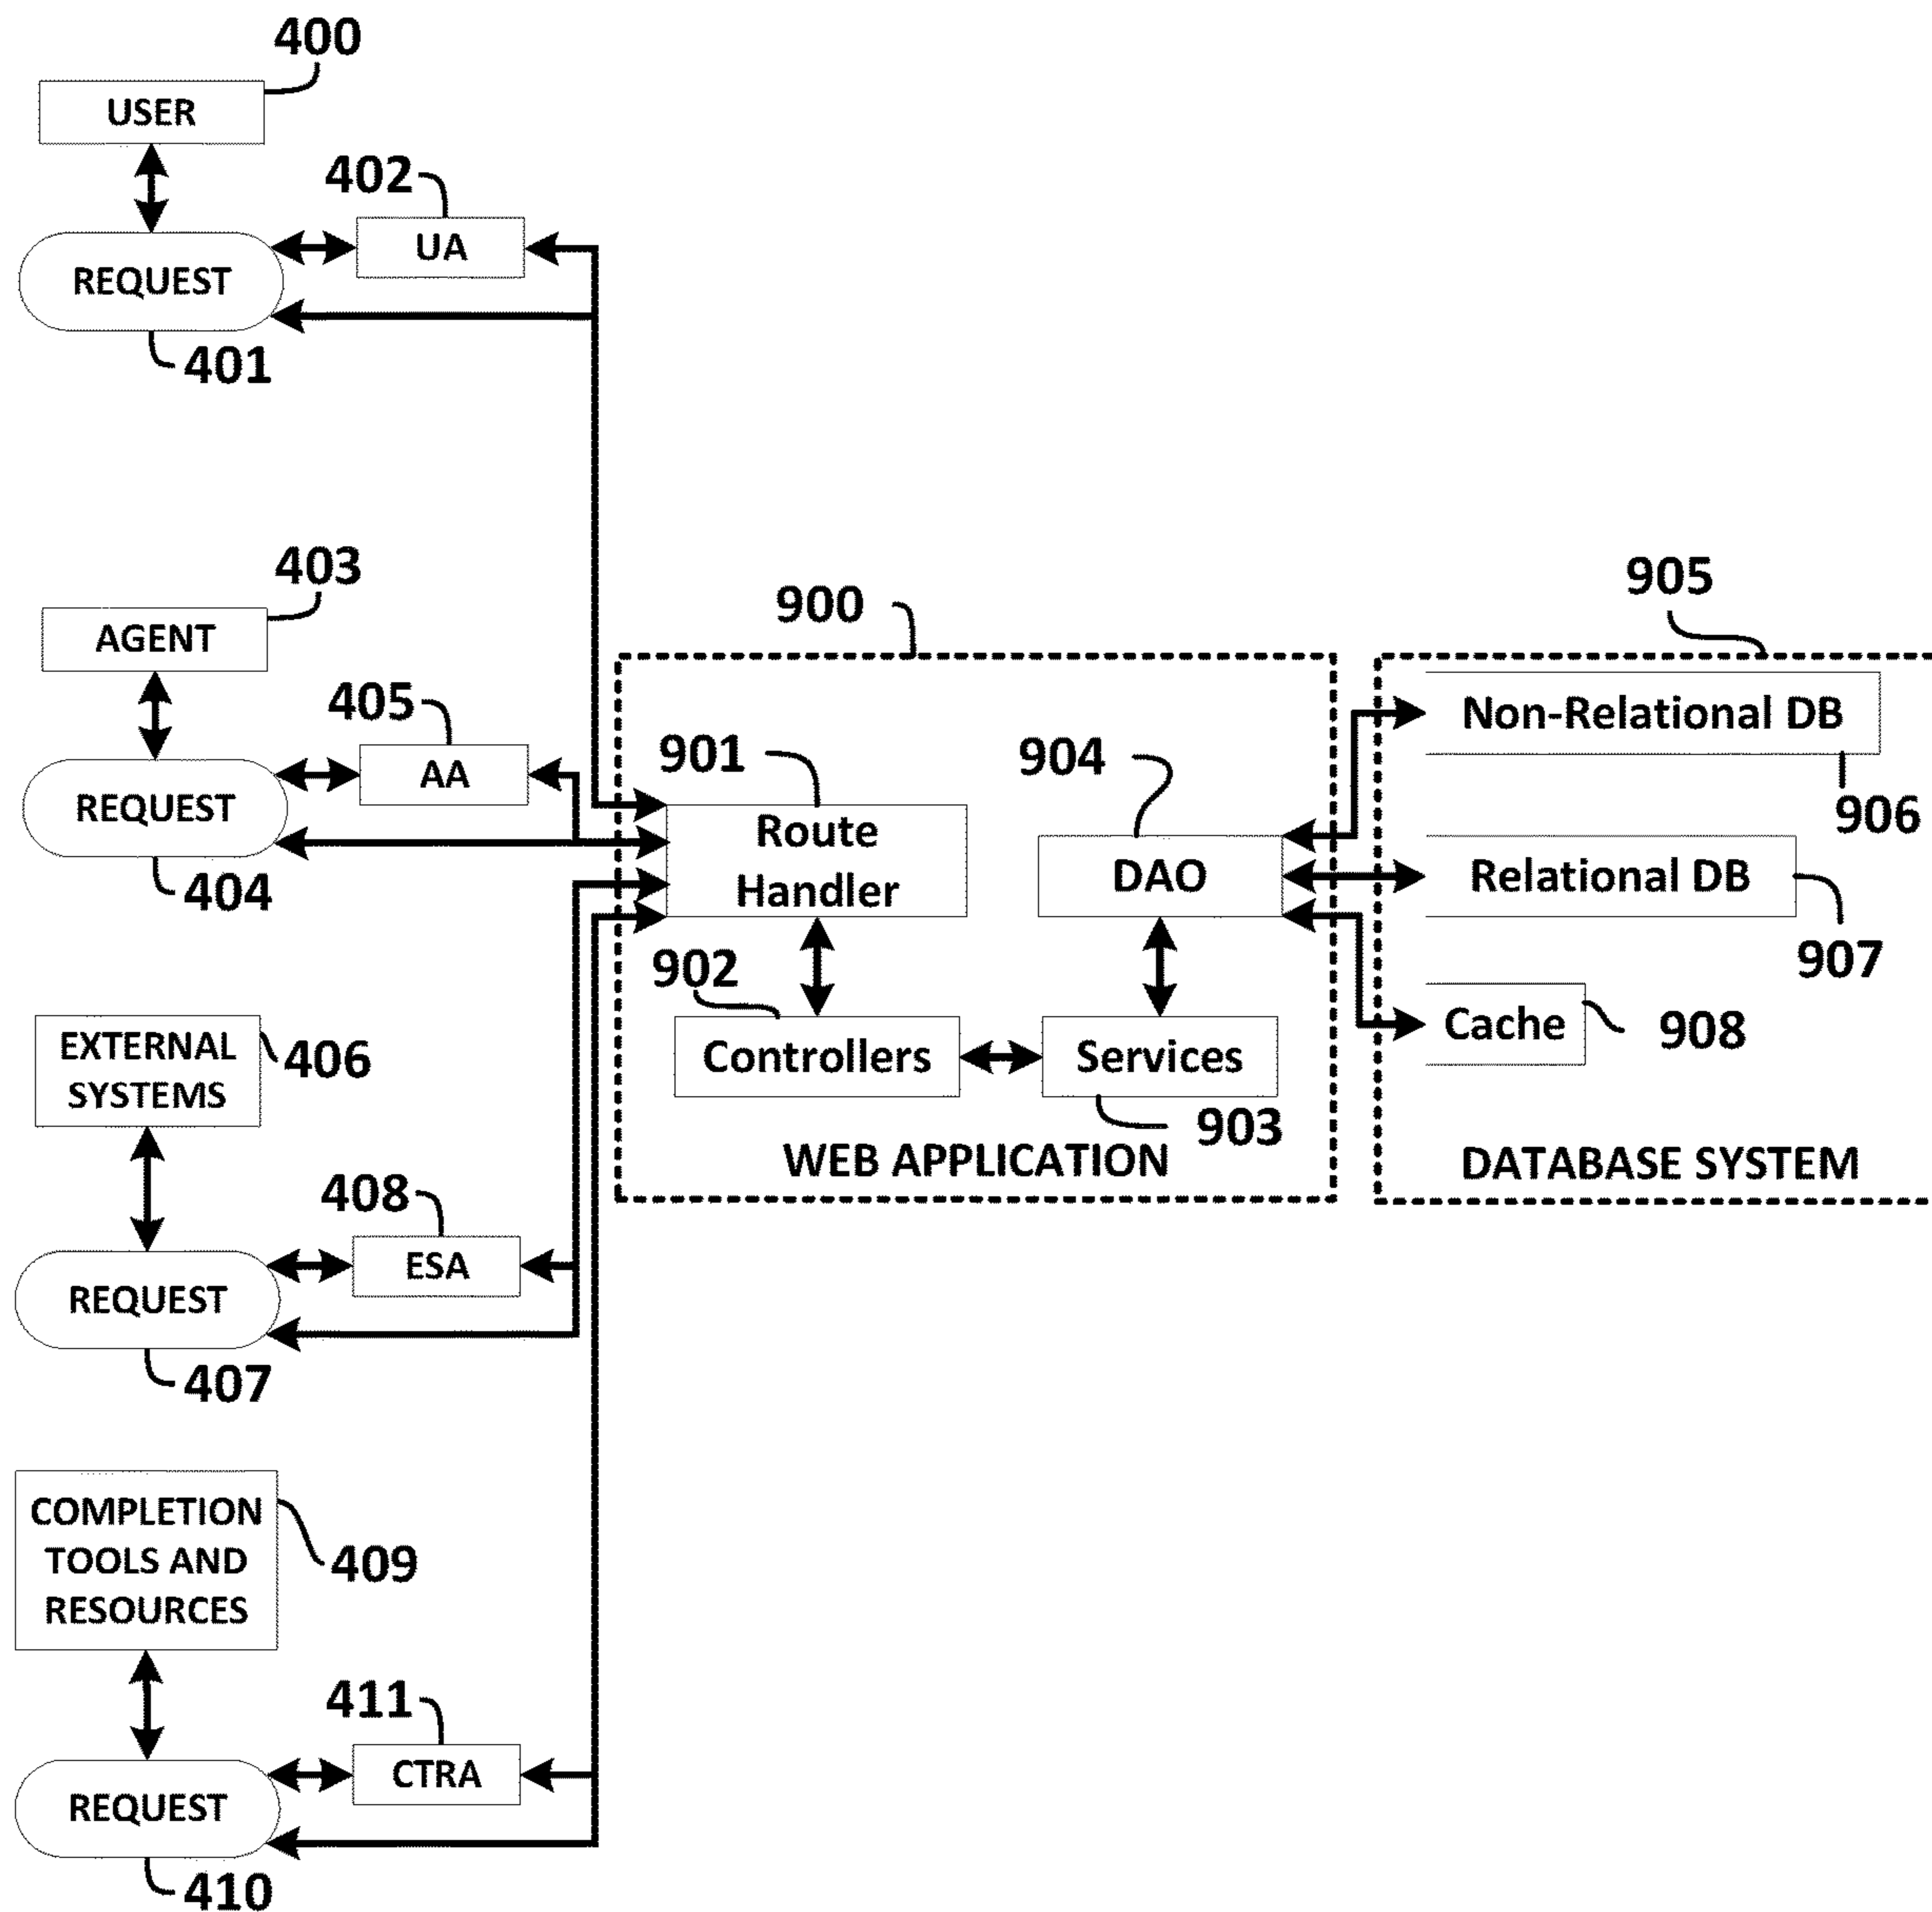 400
USER
402
UA
REQUEST
401
403
AGENT
405
AA
REQUEST
404
EXTERNAL
SYSTEMS
406
408
ESA
REQUEST
407
COMPLETION
TOOLS AND
RESOURCES
409
411
CTRA
REQUEST
410
900
901
Route
Handler
904
DAO
902
Controllers
Services
903
WEB APPLICATION
905
Non-Relational DB
906
Relational DB
907
Cache
908
DATABASE SYSTEM